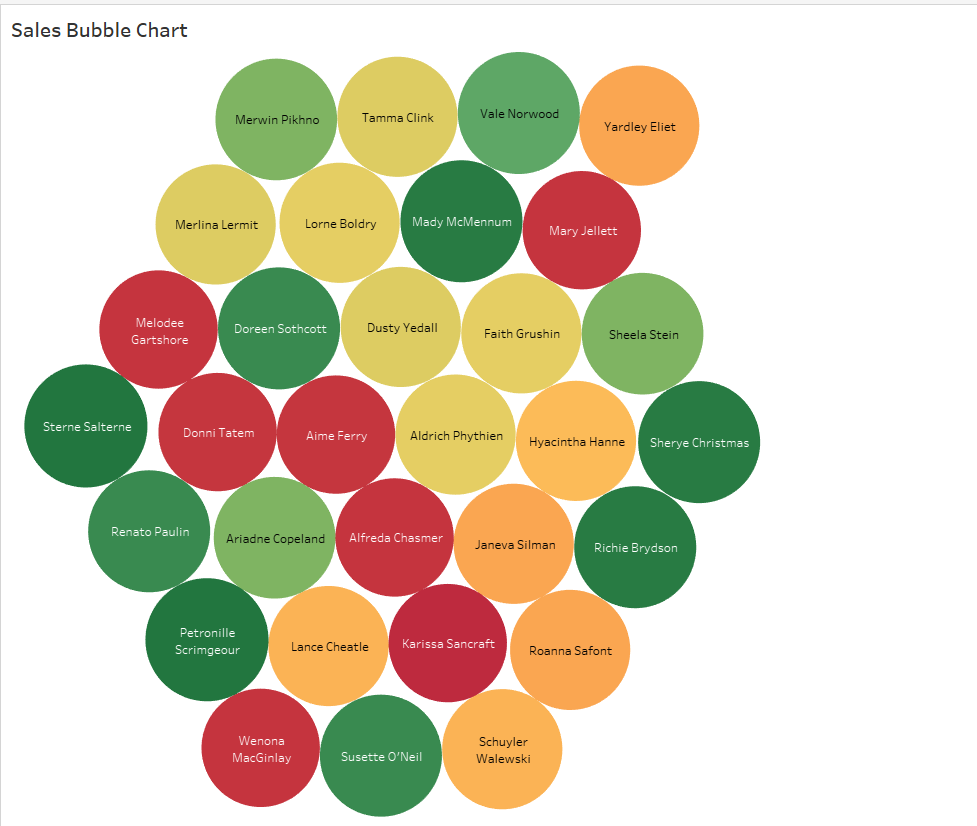 Sales Bubble Chart
Merwin Pikhno
Tamma Clink
Vale Norwood
Yardley Eliet
Merlina Lermit
Lorne Boldry
Mady McMennum
Mary Jellett
Melodee
Gartshore
Doreen Sothcott
Dusty Yedall
Faith Grushin
Sheela Stein
Sterne Salterne
Donni Tatem
Aime Ferry
Aldrich Phythien
Hyacintha Hanne
Sherye Christmas
Renato Paulin
Ariadne Copeland
Alfreda Chasmer
Janeva Silman
Richie Brydson
Petronille
Scrimgeour
Lance Cheatle
Karissa Sancraft
Roanna Safont
Wenona
MacGinlay
Susette O'Neil
Schuyler
Walewski